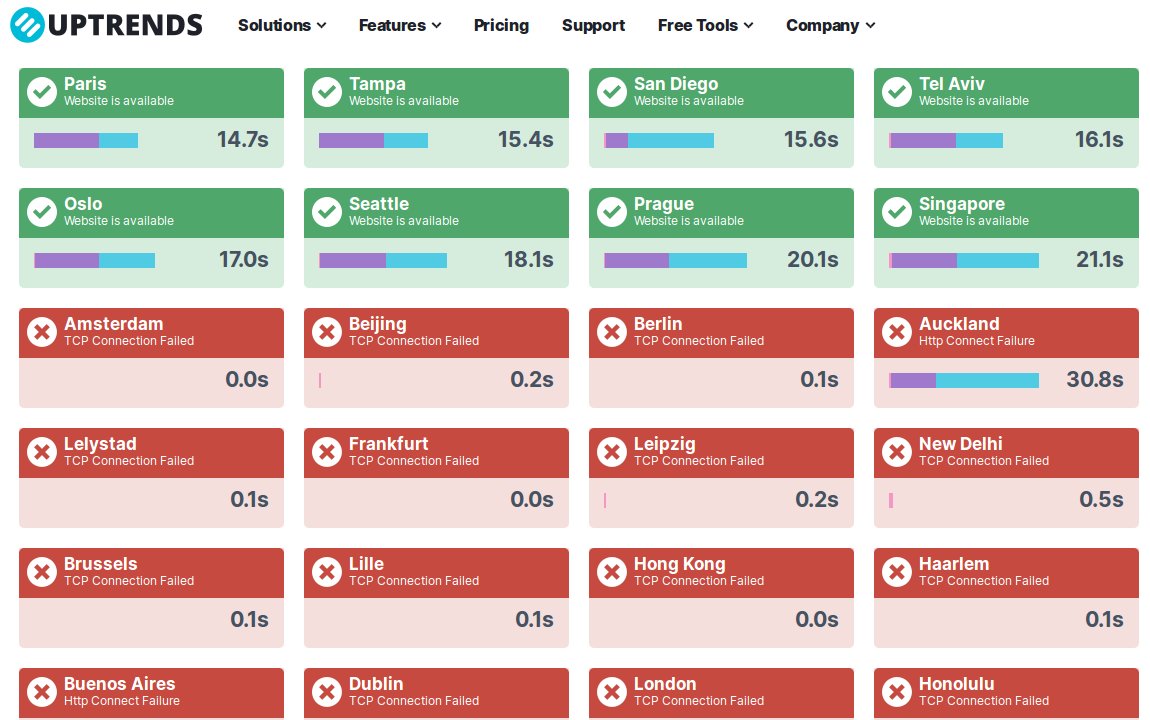 UPTRENDS Solutions Features Pricing Support Free Tools Company
Paris
Website is available
14.7s
Tampa
Website is available
15.4s
San Diego
Website is available
15.6s
Tel Aviv
Website is available
16.1s
Oslo
Website is available
17.0s
Seattle
Website is available
18.1s
Prague
Website is available
20.1s
Singapore
Website is available
21.1s
Amsterdam
TCP Connection Failed
0.0s
Beijing
TCP Connection Failed
0.2s
Berlin
TCP Connection Failed
0.1s
Auckland
Http Connect Failure
30.8s
Lelystad
TCP Connection Failed
0.1s
Frankfurt
TCP Connection Failed
0.0s
Leipzig
TCP Connection Failed
0.2s
New Delhi
TCP Connection Failed
0.5s
Brussels
TCP Connection Failed
0.1s
Lille
TCP Connection Failed
0.1s
Hong Kong
TCP Connection Failed
0.0s
Haarlem
TCP Connection Failed
0.1s
Buenos Aires
Http Connect Failure
Dublin
TCP Connection Failed
London
TCP Connection Failed
Honolulu
TCP Connection Failed